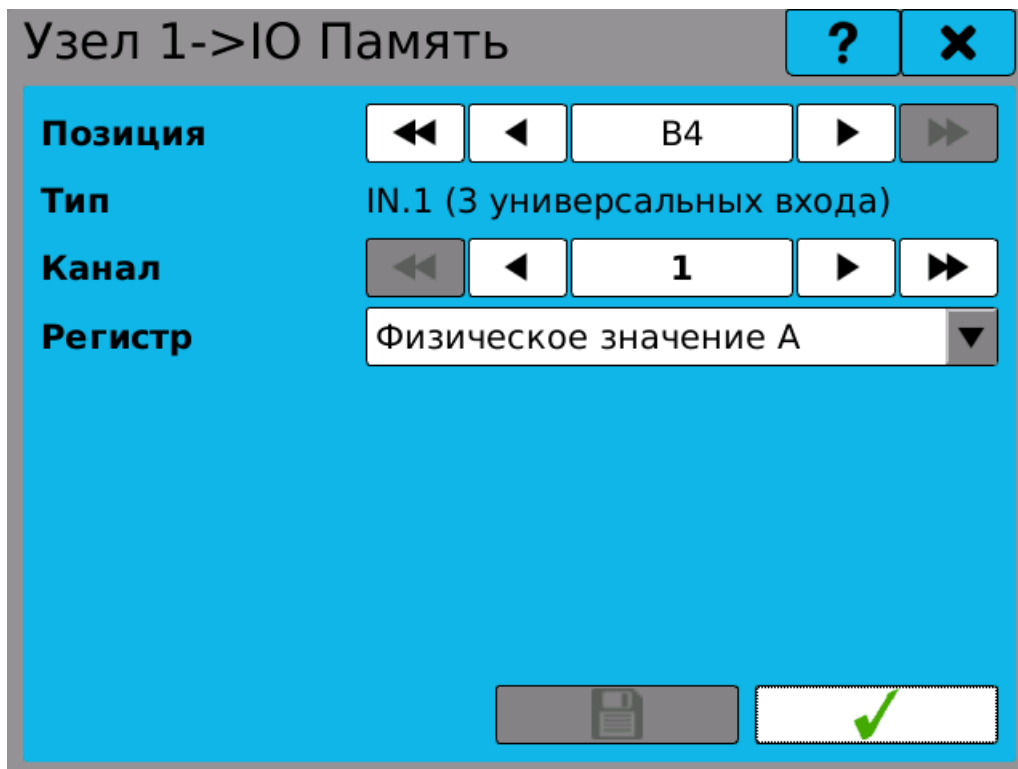 Узел 1->IO Память ?
Позиция B4
Тип IN.1 (3 универсальных входа)
Канал 1
Регистр Физическое значение A